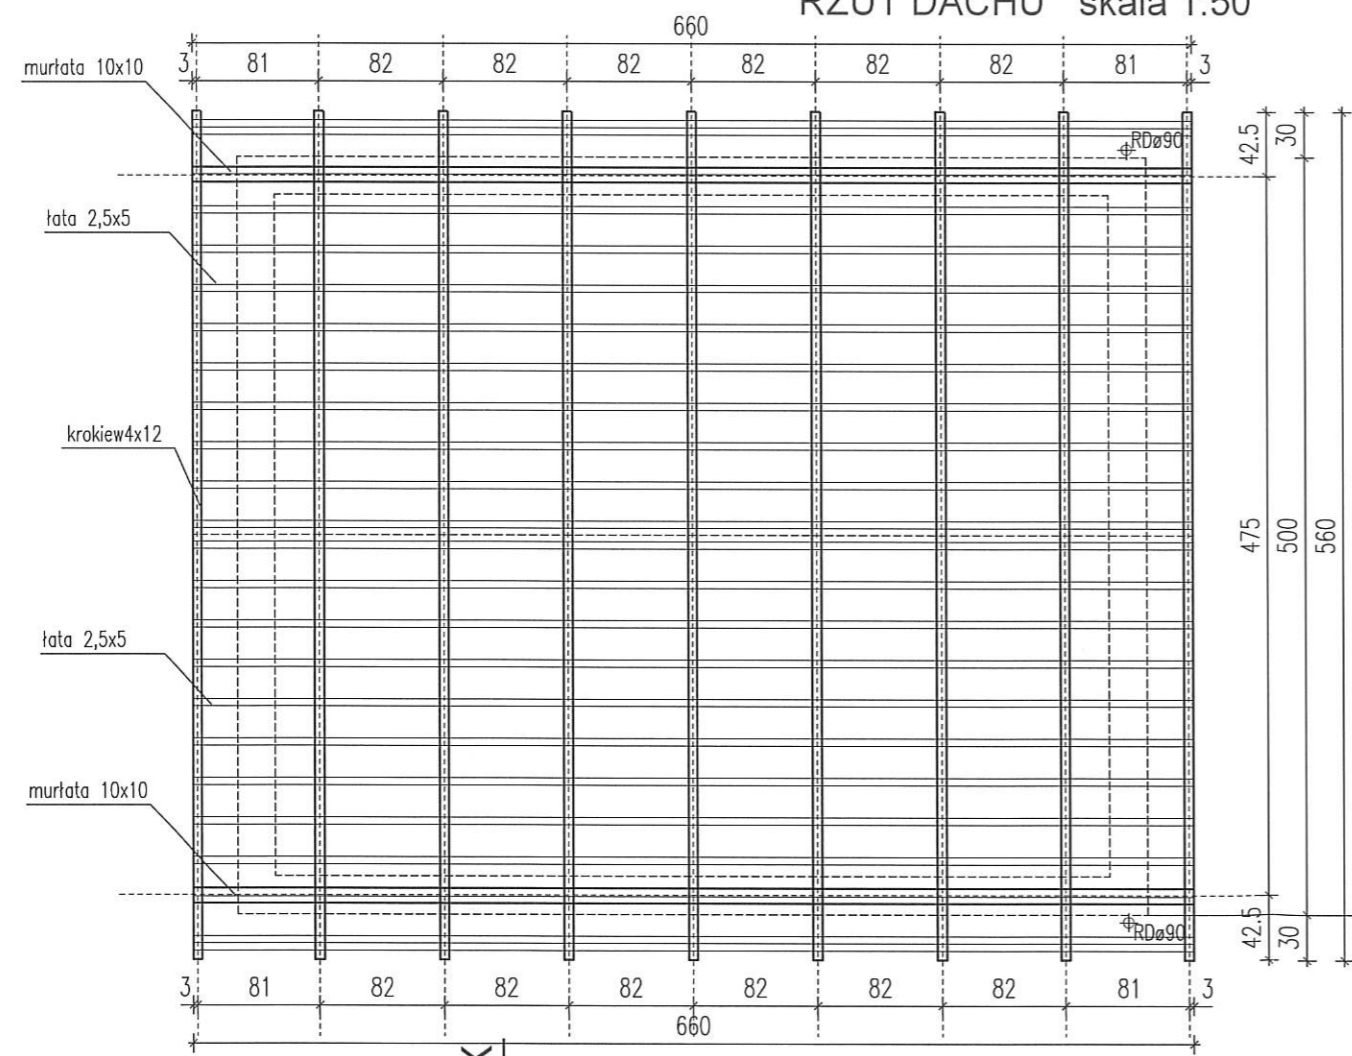 RZUT DACHU skala 1:50
660
3 81 82 82 82 82 82 82 81 3
murłata 10x10
RDø90
42.5
30
łata 2,5x5
krokiew4x12
475
500
560
łata 2,5x5
murłata 10x10
RDø90
42.5
30
3 81 82 82 82 82 82 82 81 3
660